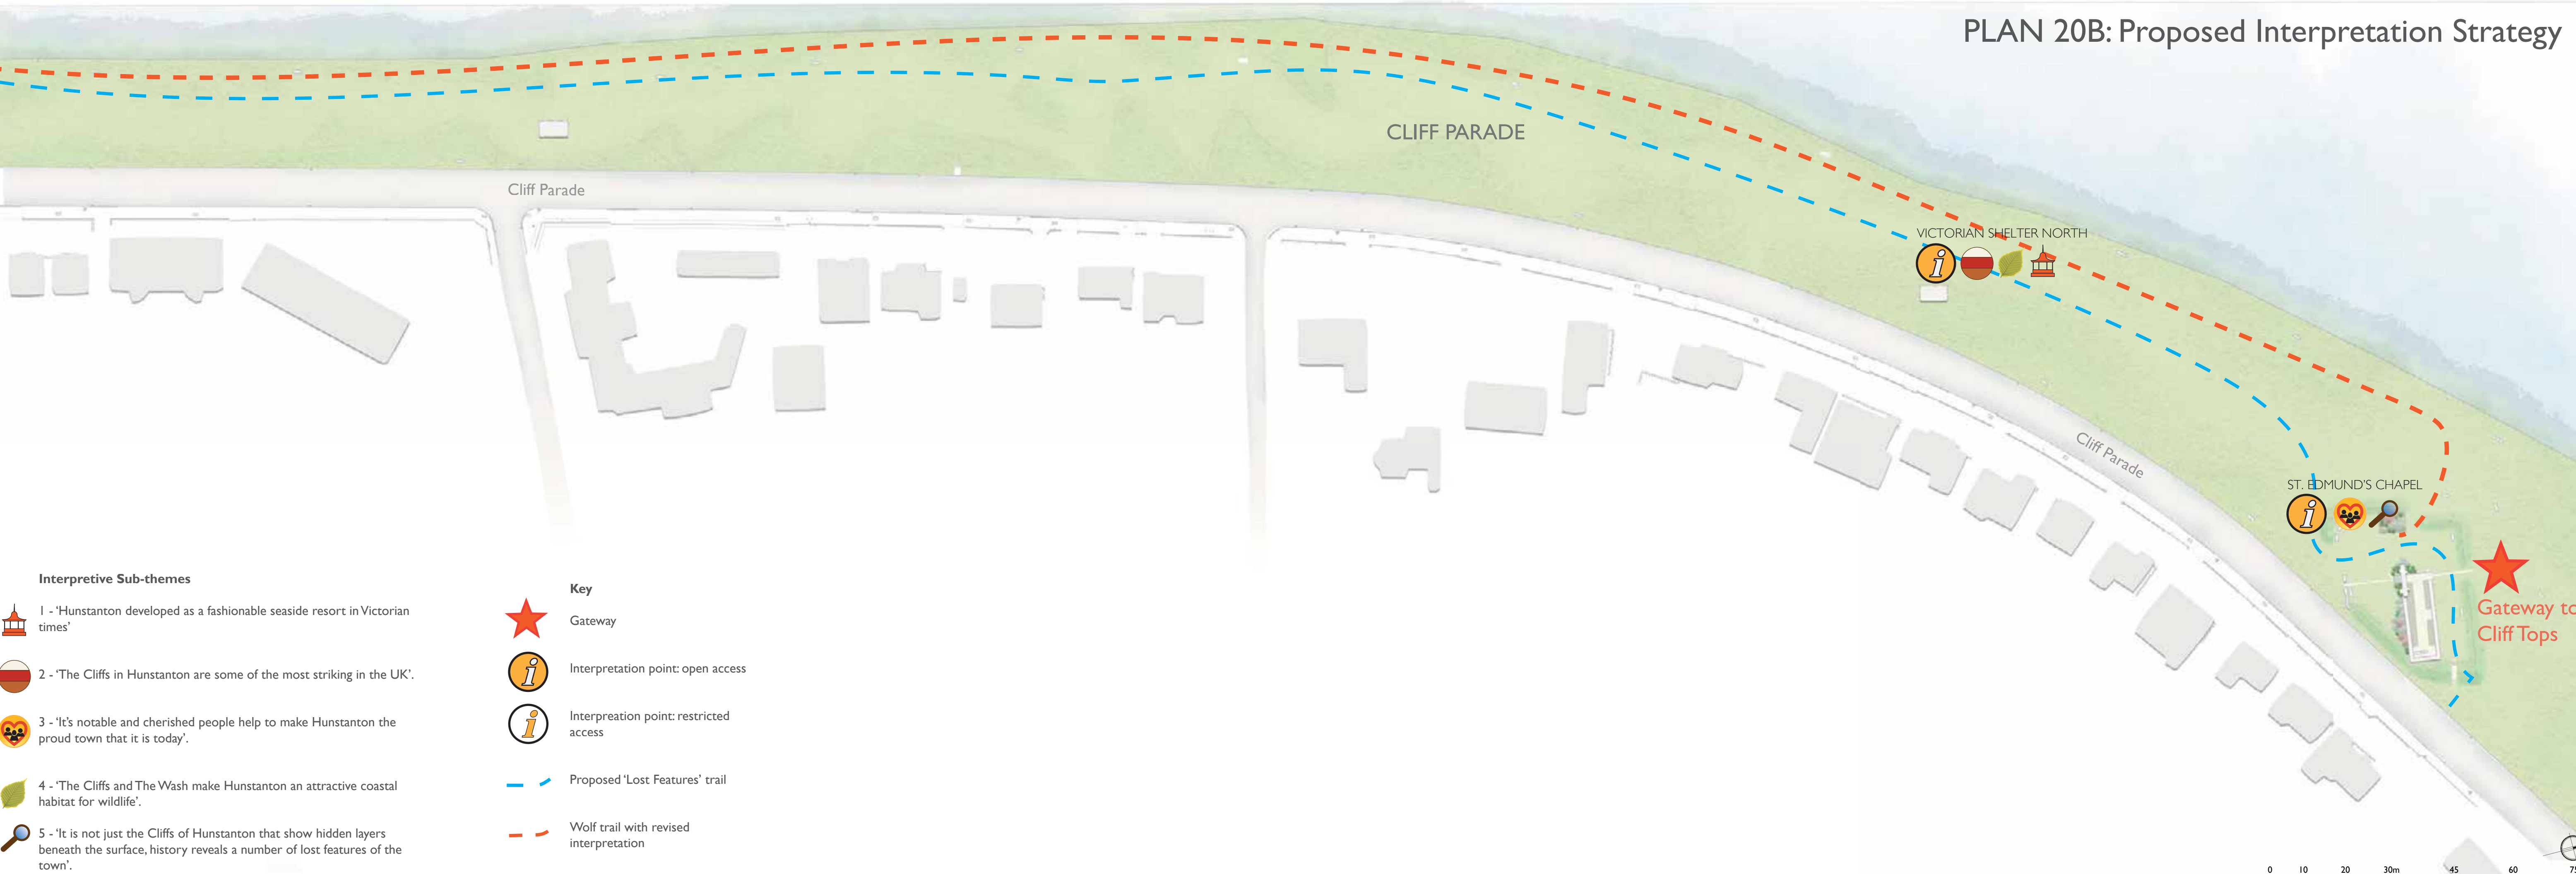 PLAN 20B: Proposed Interpretation Strategy
CLIFF PARADE
Cliff Parade
VICTORIAN SHELTER NORTH
i
Cliff Parade
ST. EDMUND'S CHAPEL
i
Gateway to
Cliff Tops
Interpretive Sub-themes
1 - ‘Hunstanton developed as a fashionable seaside resort in Victorian
times’
2 - ‘The Cliffs in Hunstanton are some of the most striking in the UK’.
3 - ‘It’s notable and cherished people help to make Hunstanton the
proud town that it is today’.
4 - ‘The Cliffs and The Wash make Hunstanton an attractive coastal
habitat for wildlife’.
5 - ‘It is not just the Cliffs of Hunstanton that show hidden layers
beneath the surface, history reveals a number of lost features of the
town’.
Key
Gateway
i
Interpretation point: open access
i
Interpreation point: restricted
access
Proposed ‘Lost Features’ trail
Wolf trail with revised
interpretation
0 10 20 30m 45 60